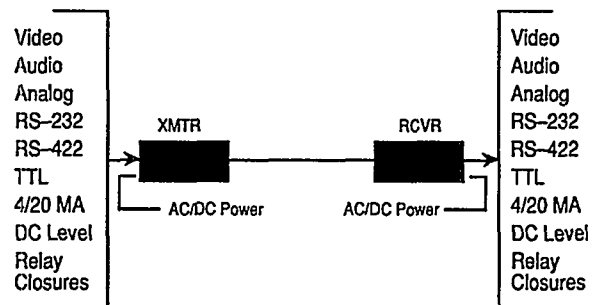 Video
Audio
Analog
RS–232
RS–422
TTL
4/20 MA
DC Level
Relay
Closures
XMTR
AC/DC Power
RCVR
AC/DC Power
Video
Audio
Analog
RS–232
RS–422
TTL
4/20 MA
DC Level
Relay
Closures